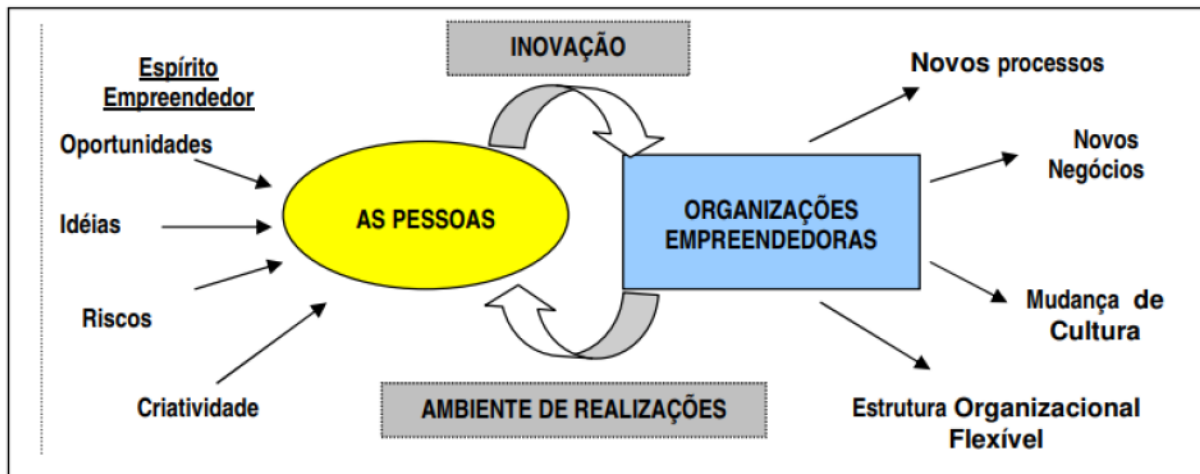 INOVAÇÃO
Espírito
Empreendedor
Oportunidades
Idéias
Riscos
Criatividade
AS PESSOAS
ORGANIZAÇÕES
EMPREENDEDORAS
AMBIENTE DE REALIZAÇÕES
Novos processos
Novos
Negócios
Mudança de
Cultura
Estrutura Organizacional
Flexível